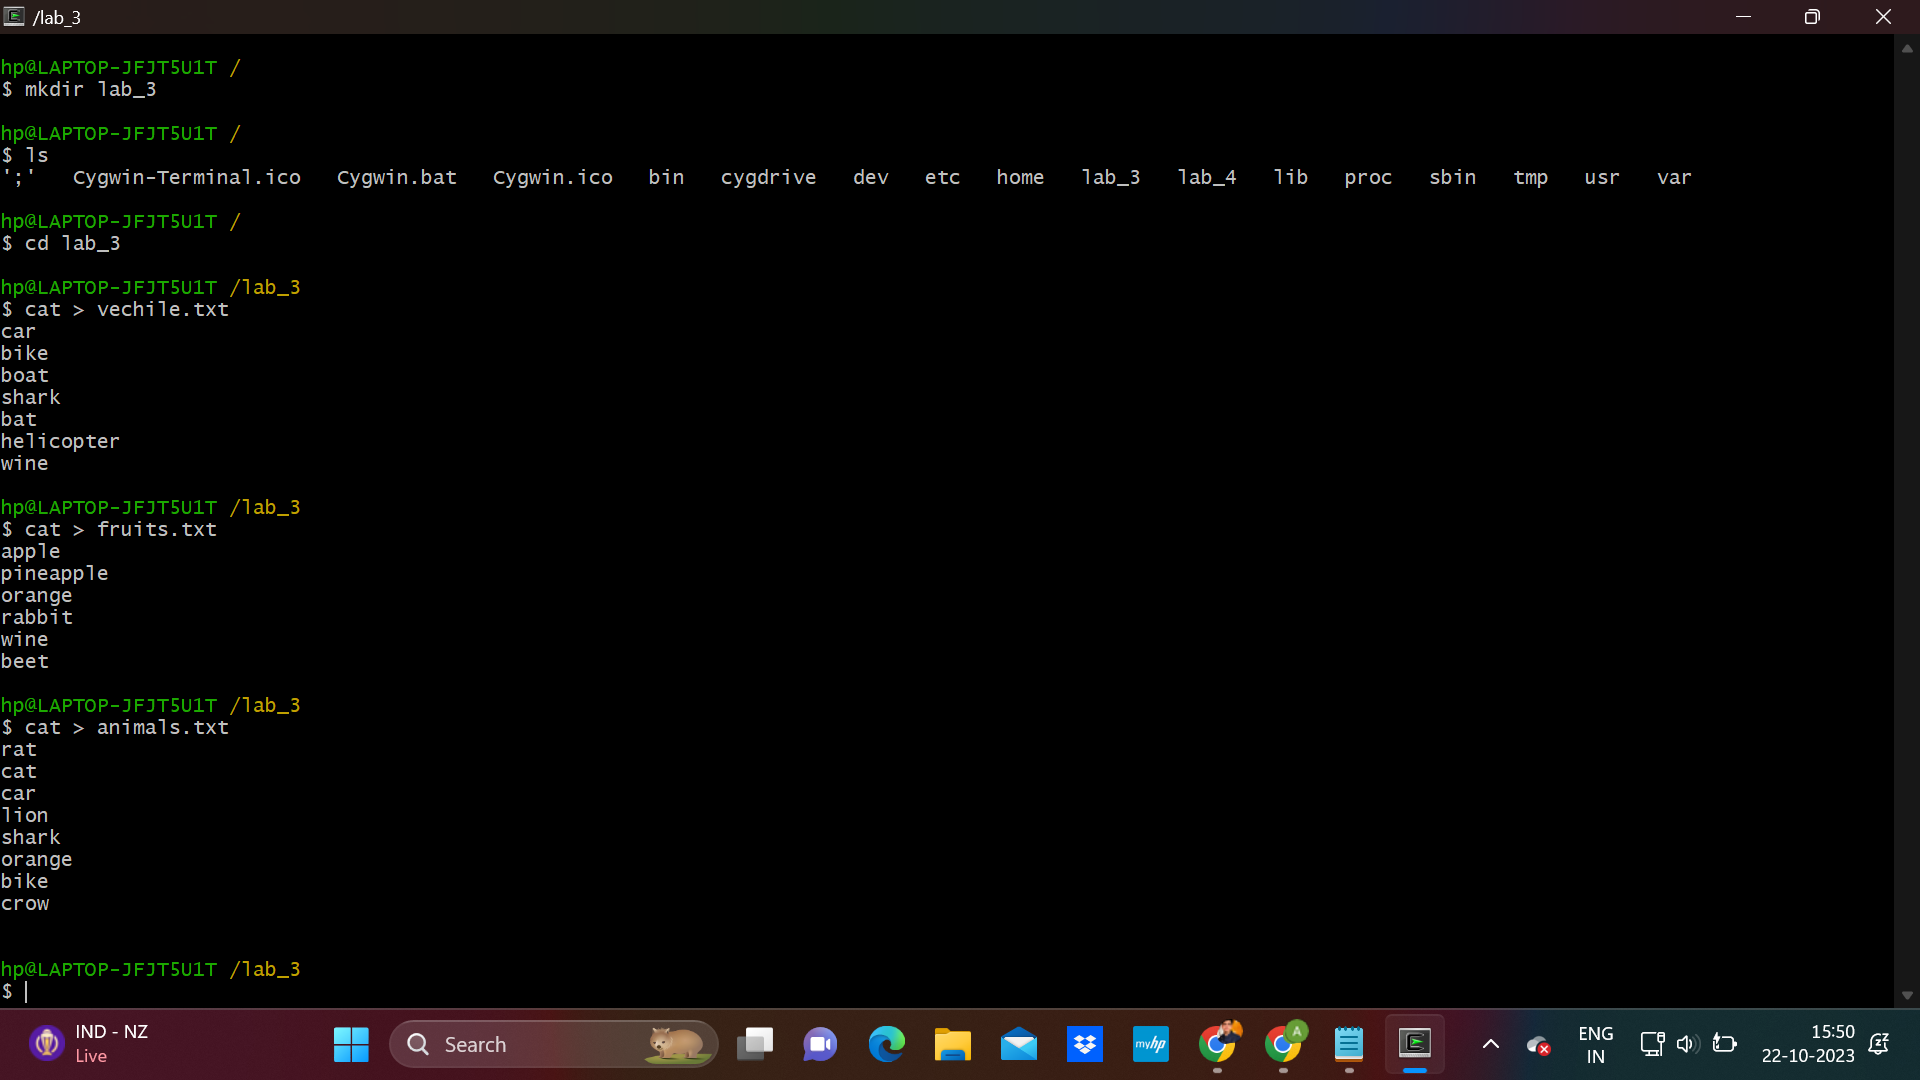 /lab_3
hp@LAPTOP-JFJT5U1T /
$ mkdir lab_3
hp@LAPTOP-JFJT5U1T /
$ ls
';'   Cygwin-Terminal.ico   Cygwin.bat   Cygwin.ico   bin   cygdrive   dev   etc   home   lab_3   lab_4   lib   proc   sbin   tmp   usr   var
hp@LAPTOP-JFJT5U1T /
$ cd lab_3
hp@LAPTOP-JFJT5U1T /lab_3
$ cat > vechile.txt
car
bike
boat
shark
bat
helicopter
wine
hp@LAPTOP-JFJT5U1T /lab_3
$ cat > fruits.txt
apple
pineapple
orange
rabbit
wine
beet
hp@LAPTOP-JFJT5U1T /lab_3
$ cat > animals.txt
rat
cat
car
lion
shark
orange
bike
crow
hp@LAPTOP-JFJT5U1T /lab_3
$
IND - NZ
Live
Search
myhp
A
ENG
IN
15:50
22-10-2023